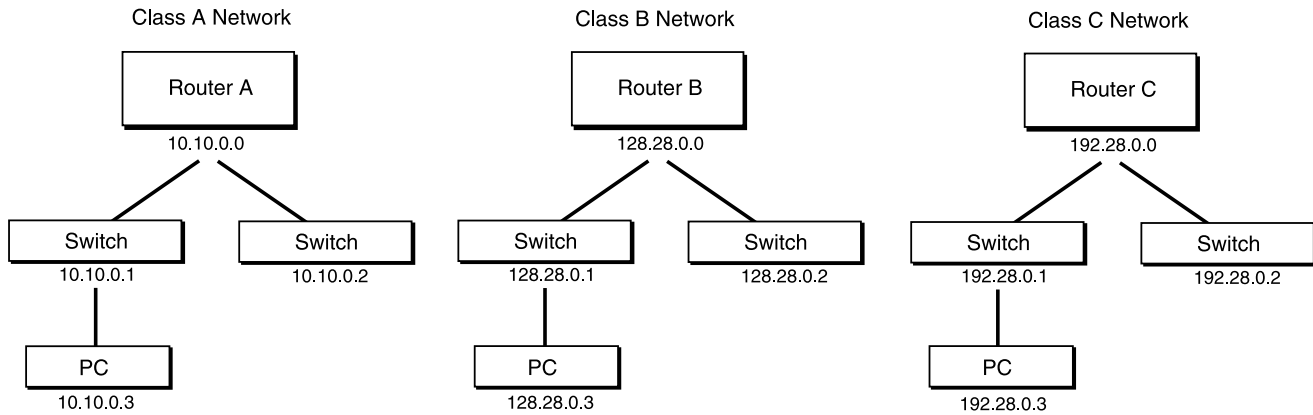 Class A Network
Router A
10.10.0.0
Switch
10.10.0.1
Switch
10.10.0.2
PC
10.10.0.3
Class B Network
Router B
128.28.0.0
Switch
128.28.0.1
Switch
128.28.0.2
PC
128.28.0.3
Class C Network
Router C
192.28.0.0
Switch
192.28.0.1
Switch
192.28.0.2
PC
192.28.0.3